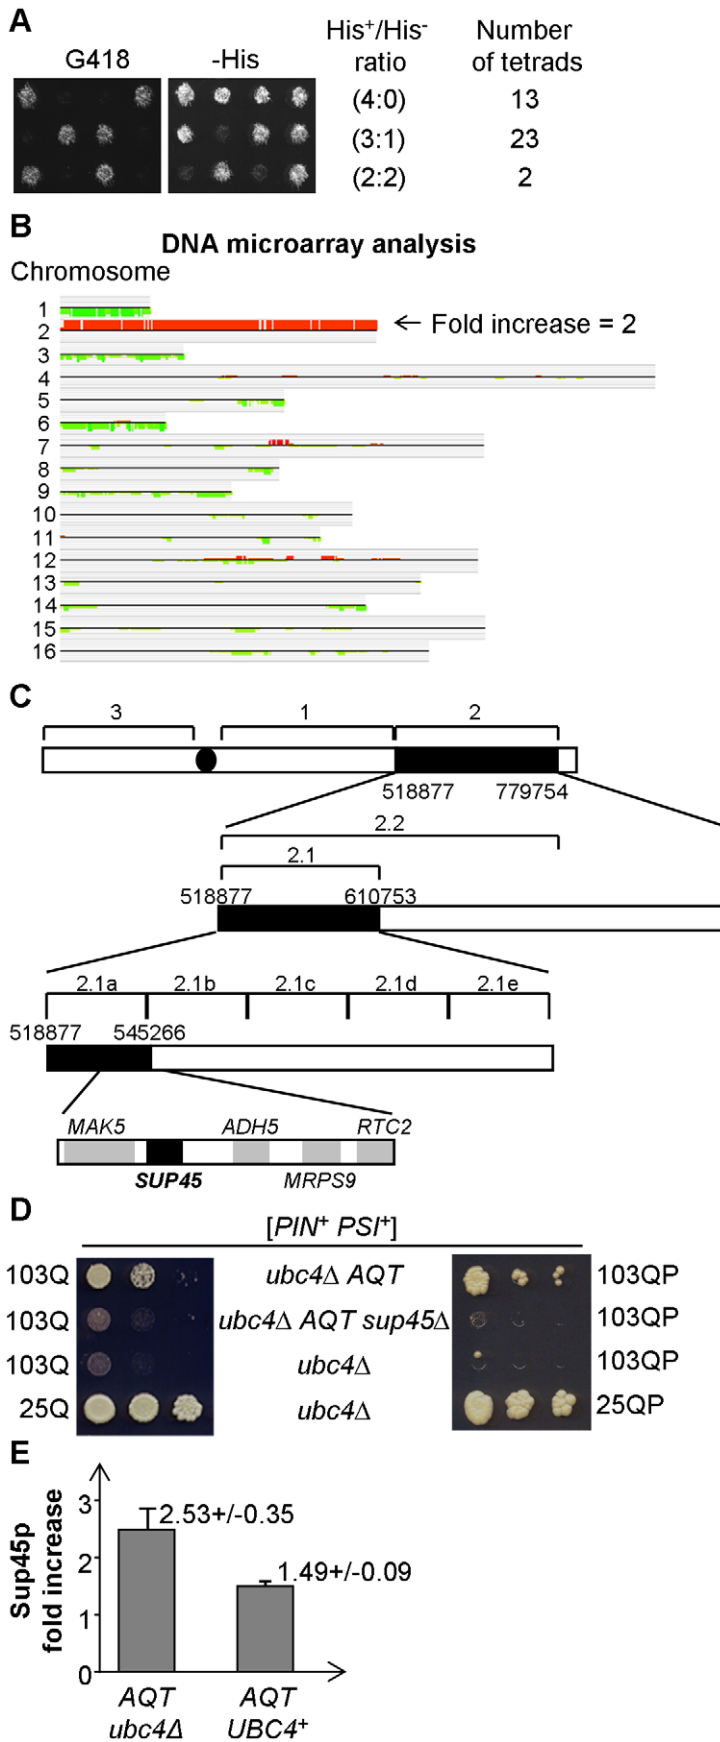 A
G418 -His His⁺/His⁻ ratio Number of tetrads
(4:0) 13
(3:1) 23
(2:2) 2
B
DNA microarray analysis
Chromosome
1
2 ← Fold increase = 2
3
4
5
6
7
8
9
10
11
12
13
14
15
16
C
3 1 2
518877 779754
2.2
2.1
518877 610753
2.1a 2.1b 2.1c 2.1d 2.1e
518877 545266
MAK5 ADH5 RTC2
SUP45 MRPS9
D
[PIN⁺ PSI⁺]
103Q ubc4Δ AQT 103QP
103Q ubc4Δ AQT sup45Δ 103QP
103Q ubc4Δ 103QP
25Q ubc4Δ 25QP
E
Sup45p fold increase
3
2
1
0
2.53+/-0.35
1.49+/-0.09
AQT ubc4Δ
AQT UBC4⁺